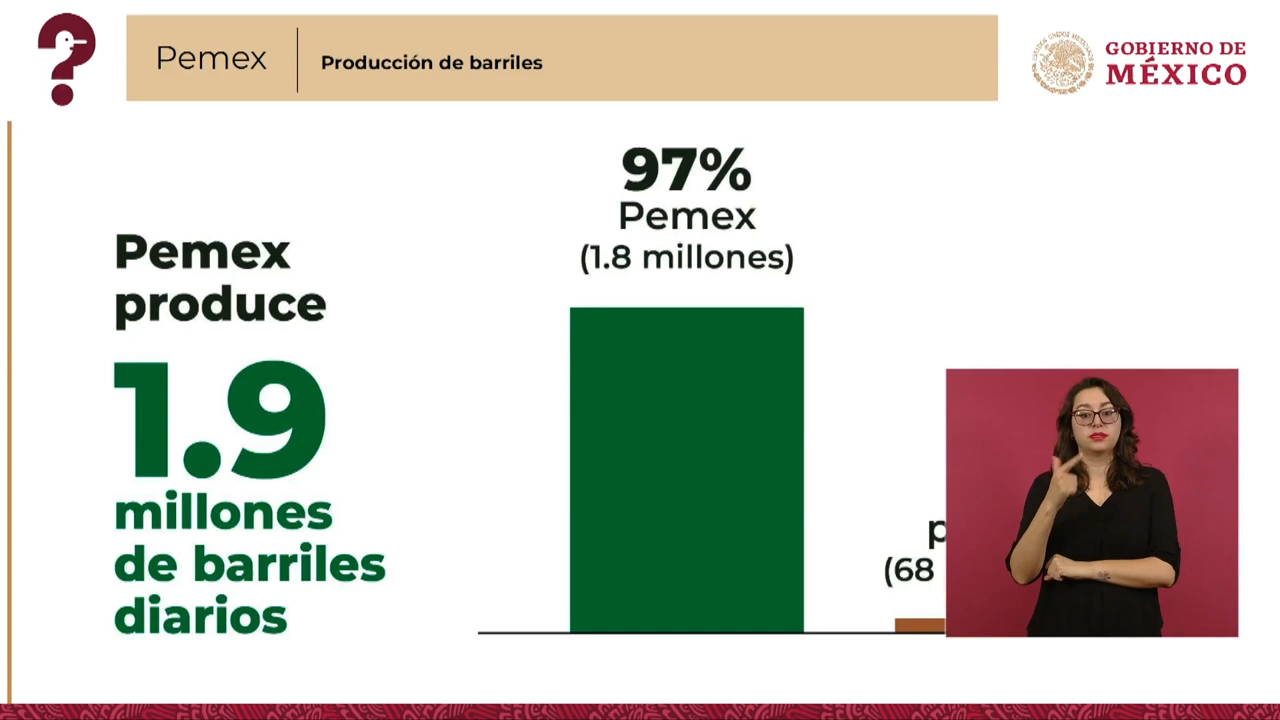 Pemex
Producción de barriles
GOBIERNO DE
MÉXICO
97%
Pemex
(1.8 millones)
Pemex
produce
1.9
millones
de barriles
diarios
(68